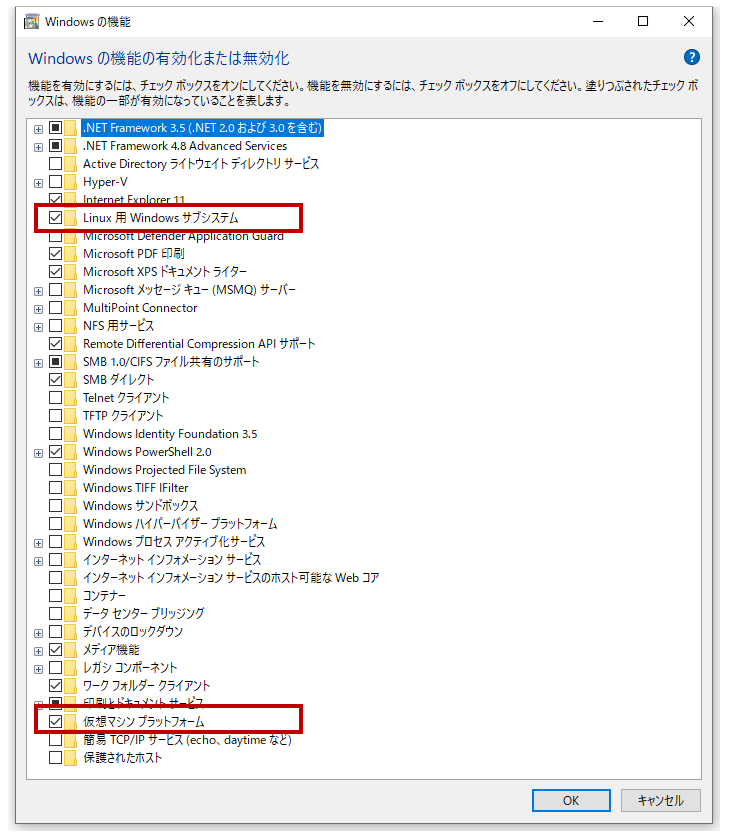 Windows の機能
Windows の機能の有効化または無効化
?
機能を有効にするには、チェック ボックスをオンにしてください。機能を無効にするには、チェック ボックスをオフにしてください。塗りつぶされたチェック ボ
ックスは、機能の一部が有効になっていることを表します。
.NET Framework 3.5 (.NET 2.0 および 3.0 を含む)
.NET Framework 4.8 Advanced Services
Active Directory ライトウェイト ディレクトリ サービス
Hyper-V
Internet Explorer 11
Linux 用 Windows サブシステム
Microsoft Defender Application Guard
Microsoft PDF 印刷
Microsoft XPS ドキュメント ライター
Microsoft メッセージ キュー (MSMQ) サーバー
MultiPoint Connector
NFS 用サービス
Remote Differential Compression API サポート
SMB 1.0/CIFS ファイル共有のサポート
SMB ダイレクト
Telnet クライアント
TFTP クライアント
Windows Identity Foundation 3.5
Windows PowerShell 2.0
Windows Projected File System
Windows TIFF IFilter
Windows サンドボックス
Windows ハイパーバイザー プラットフォーム
Windows プロセス アクティブ化サービス
インターネット インフォメーション サービス
インターネット インフォメーション サービスのホスト可能な Web コア
コンテナー
データ センター ブリッジング
デバイスのロックダウン
メディア機能
レガシ コンポーネント
ワーク フォルダー クライアント
印刷とドキュメント サービス
仮想マシン プラットフォーム
簡易 TCP/IP サービス (echo、daytime など)
保護されたホスト
OK
キャンセル